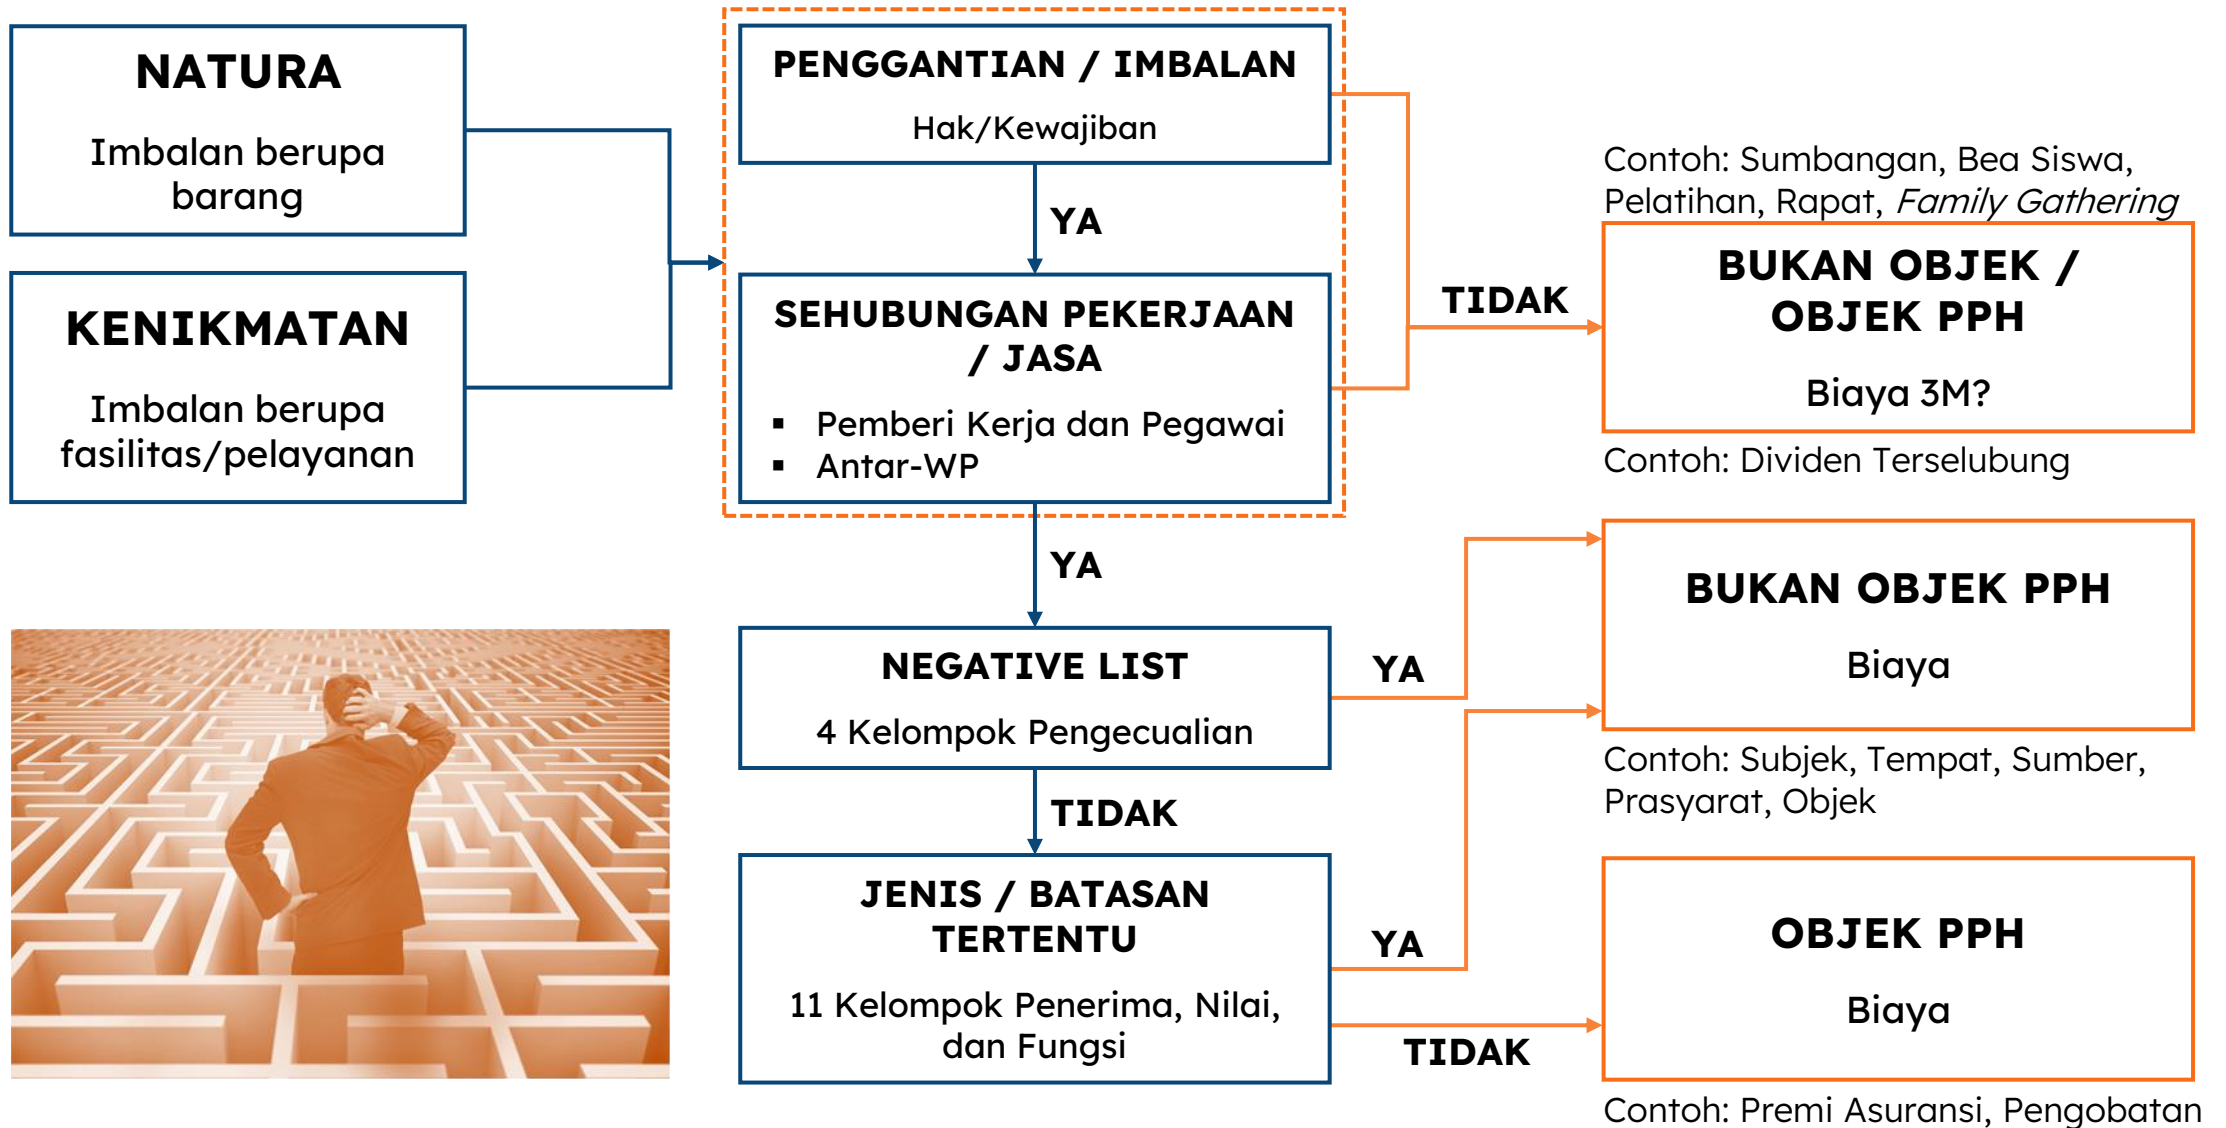 NATURA
Imbalan berupa
barang
KENIKMATAN
Imbalan berupa
fasilitas/pelayanan
PENGGANTIAN / IMBALAN
Hak/Kewajiban
YA
SEHUBUNGAN PEKERJAAN
/ JASA
▪ Pemberi Kerja dan Pegawai
▪ Antar-WP
YA
NEGATIVE LIST
4 Kelompok Pengecualian
TIDAK
JENIS / BATASAN
TERTENTU
11 Kelompok Penerima, Nilai,
dan Fungsi
TIDAK
YA
YA
TIDAK
Contoh: Sumbangan, Bea Siswa,
Pelatihan, Rapat, Family Gathering
BUKAN OBJEK /
OBJEK PPH
Biaya 3M?
Contoh: Dividen Terselubung
BUKAN OBJEK PPH
Biaya
Contoh: Subjek, Tempat, Sumber,
Prasyarat, Objek
OBJEK PPH
Biaya
Contoh: Premi Asuransi, Pengobatan